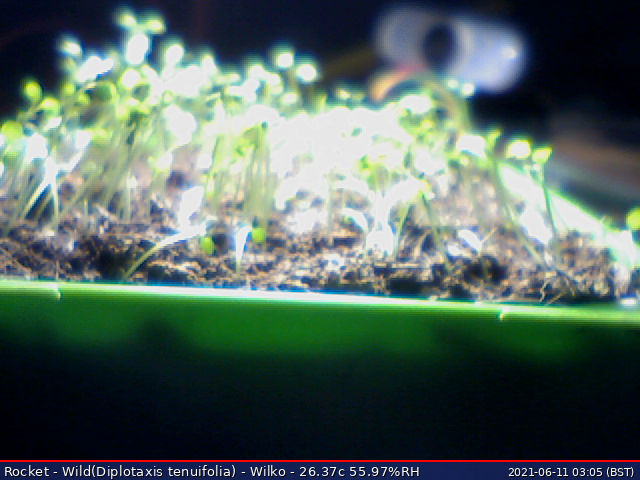 Rocket - Wild(Diplotaxis tenuifolia) - Wilko - 26.37c 55.97%RH 2021-06-11 03:05 (BST)